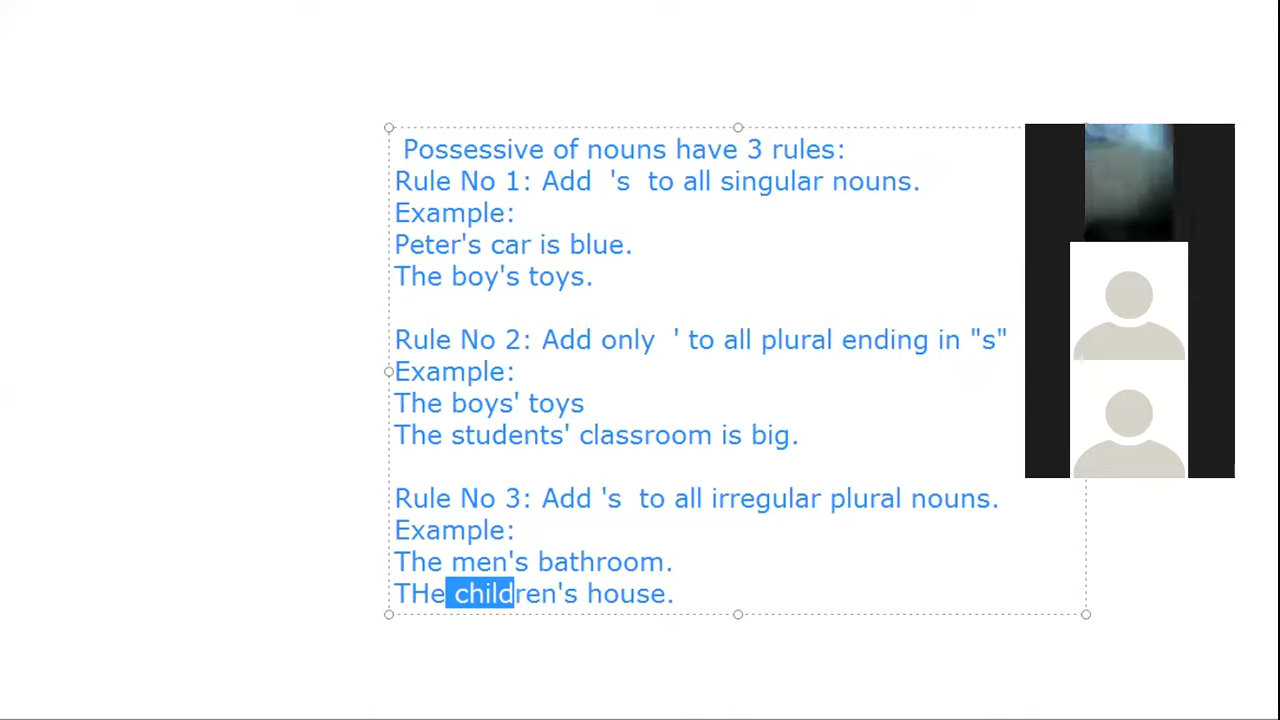 Possessive of nouns have 3 rules:
Rule No 1: Add 's to all singular nouns.
Example:
Peter's car is blue.
The boy's toys.
Rule No 2: Add only ' to all plural ending in "s"
Example:
The boys' toys
The students' classroom is big.
Rule No 3: Add 's to all irregular plural nouns.
Example:
The men's bathroom.
THe children's house.